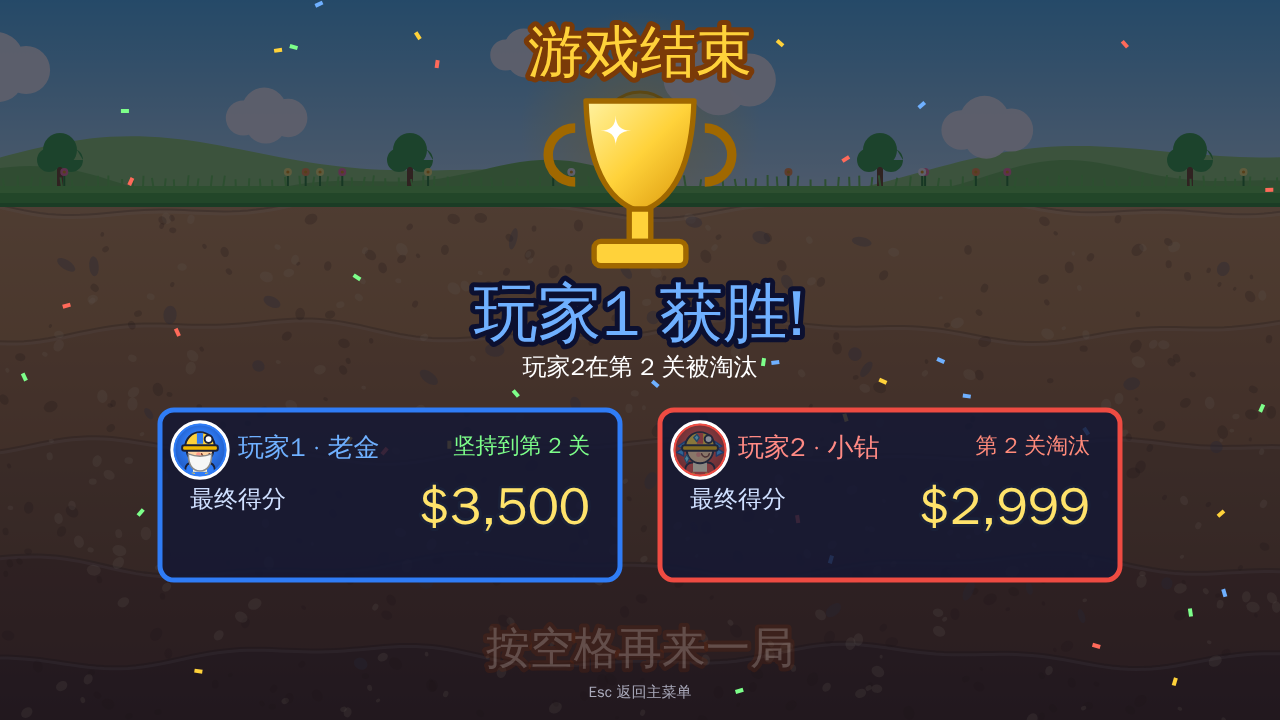 游戏结束
玩家1 获胜!
玩家2在第 2 关被淘汰
玩家1 · 老金
坚持到第 2 关
最终得分
$3,500
玩家2 · 小钻
第 2 关淘汰
最终得分
$2,999
按空格再来一局
Esc 返回主菜单